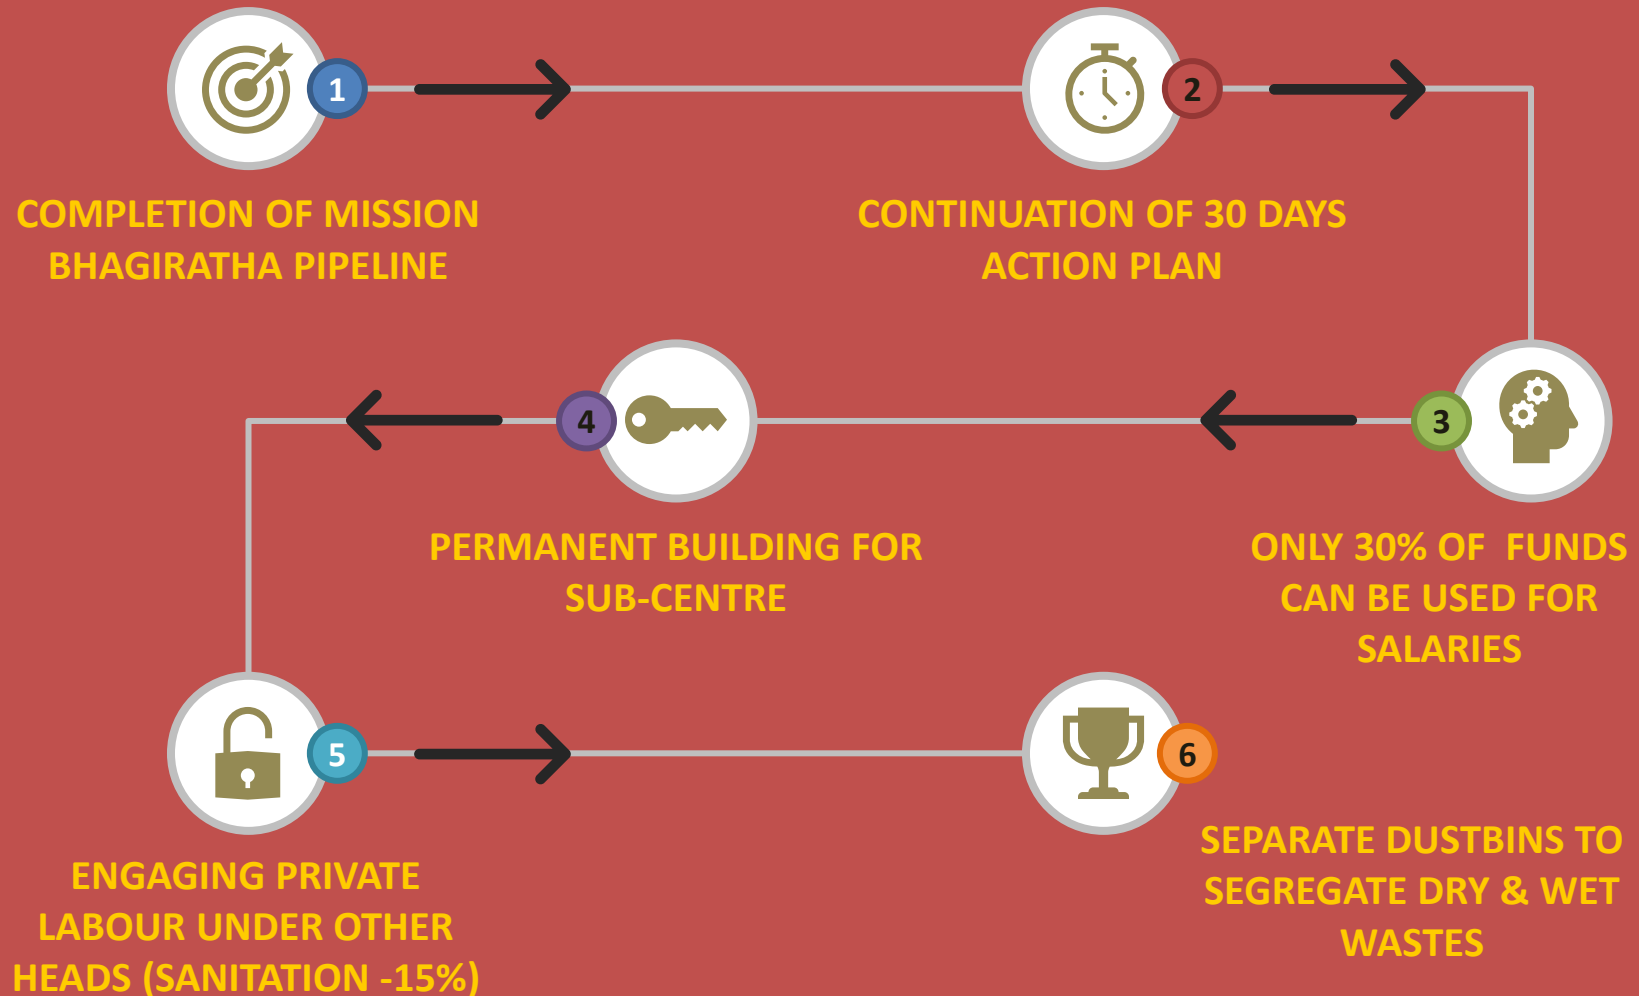 1
COMPLETION OF MISSION
BHAGIRATHA PIPELINE
2
CONTINUATION OF 30 DAYS
ACTION PLAN
3
ONLY 30% OF FUNDS
CAN BE USED FOR
SALARIES
4
PERMANENT BUILDING FOR
SUB-CENTRE
5
ENGAGING PRIVATE
LABOUR UNDER OTHER
HEADS (SANITATION -15%)
6
SEPARATE DUSTBINS TO
SEGREGATE DRY & WET
WASTES